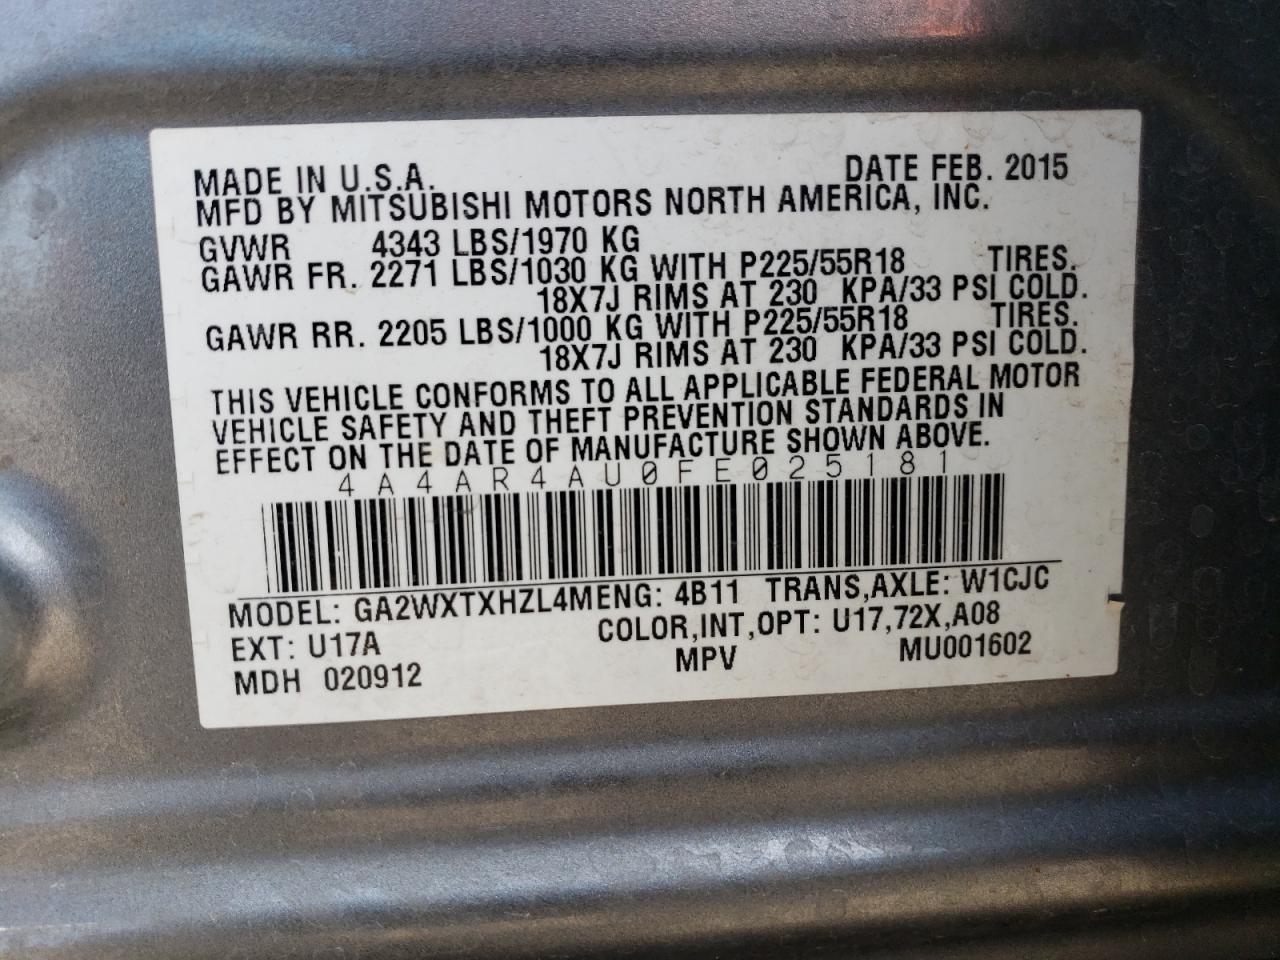 MADE IN U.S.A. DATE FEB. 2015
MFD BY MITSUBISHI MOTORS NORTH AMERICA, INC.
GVWR 4343 LBS/1970 KG
GAWR FR. 2271 LBS/1030 KG WITH P225/55R18 TIRES.
18X7J RIMS AT 230 KPA/33 PSI COLD.
GAWR RR. 2205 LBS/1000 KG WITH P225/55R18 TIRES.
18X7J RIMS AT 230 KPA/33 PSI COLD.
THIS VEHICLE CONFORMS TO ALL APPLICABLE FEDERAL MOTOR
VEHICLE SAFETY AND THEFT PREVENTION STANDARDS IN
EFFECT ON THE DATE OF MANUFACTURE SHOWN ABOVE.
4A4AR4AU0FE025181
MODEL: GA2WXTXHZL4MENG: 4B11 TRANS,AXLE: W1CJC
EXT: U17A COLOR,INT,OPT: U17,72X,A08
MDH 020912 MPV MU001602